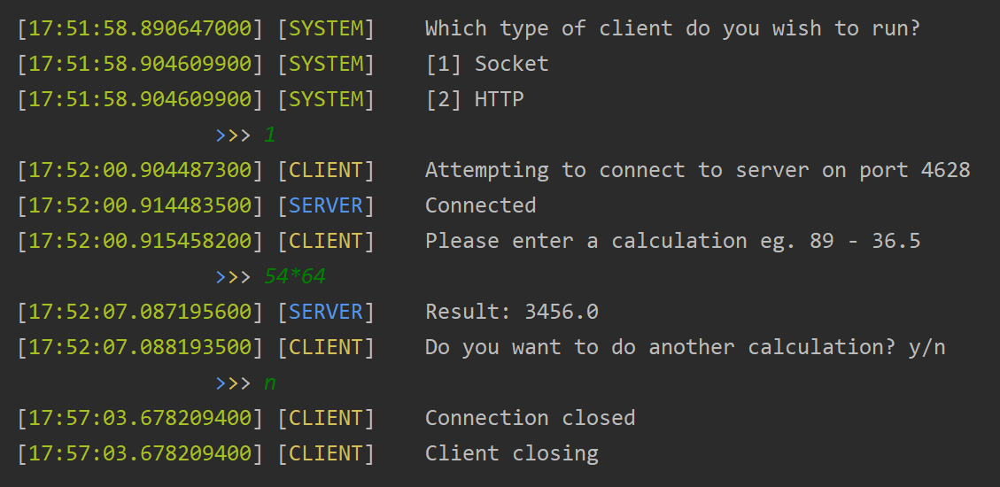 [17:51:58.890647000] [SYSTEM] Which type of client do you wish to run?
[17:51:58.904609900] [SYSTEM] [1] Socket
[17:51:58.904609900] [SYSTEM] [2] HTTP
>>> 1
[17:52:00.904487300] [CLIENT] Attempting to connect to server on port 4628
[17:52:00.914483500] [SERVER] Connected
[17:52:00.915458200] [CLIENT] Please enter a calculation eg. 89 - 36.5
>>> 54*64
[17:52:07.087195600] [SERVER] Result: 3456.0
[17:52:07.088193500] [CLIENT] Do you want to do another calculation? y/n
>>> n
[17:57:03.678209400] [CLIENT] Connection closed
[17:57:03.678209400] [CLIENT] Client closing